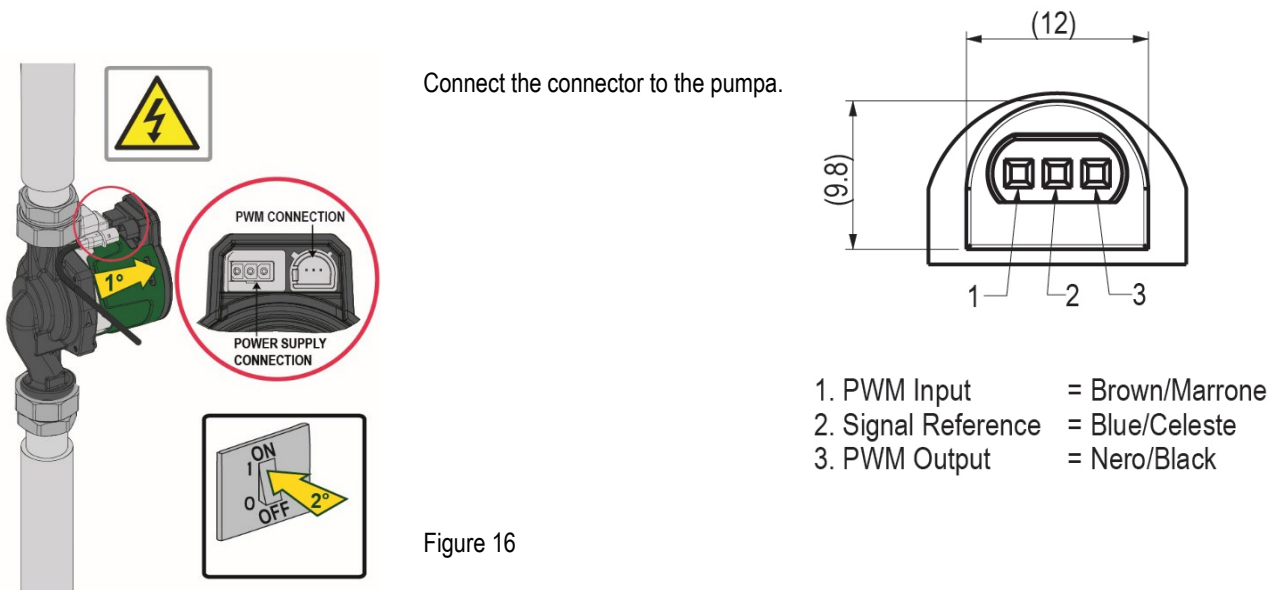 Connect the connector to the pumpa.
1°
PWM CONNECTION
POWER SUPPLY
CONNECTION
ON
1
0
OFF
2°
Figure 16
(12)
(9.8)
1
2
3
1. PWM Input = Brown/Marrone
2. Signal Reference = Blue/Celeste
3. PWM Output = Nero/Black